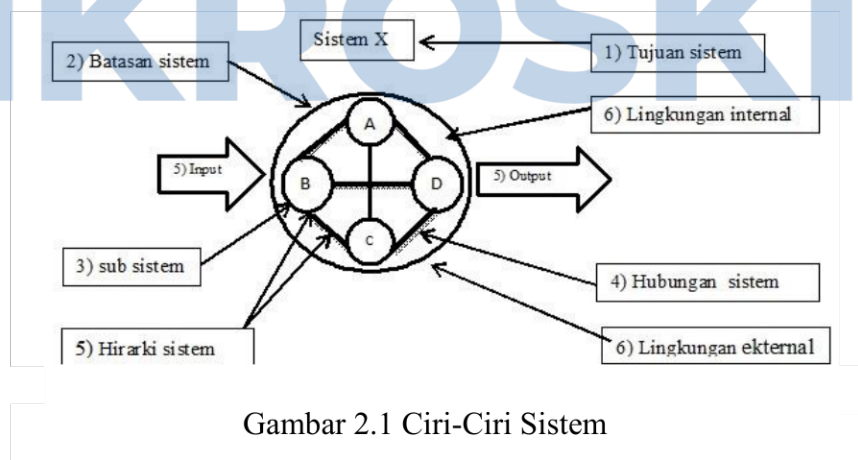 KROSKI
Sistem X
1) Tujuan sistem
2) Batasan sistem
6) Lingkungan internal
A
5) Input
B
D
5) Output
C
3) sub sistem
4) Hubungan sistem
5) Hirarki sistem
6) Lingkungan ekternal
Gambar 2.1 Ciri-Ciri Sistem